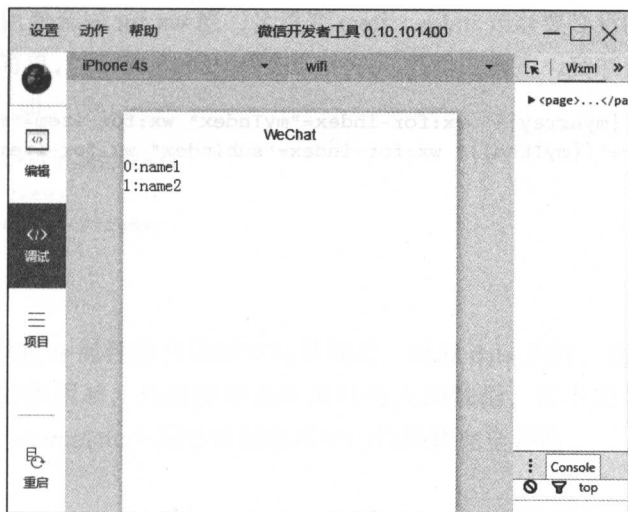 设置 动作 帮助 微信开发者工具 0.10.101400
iPhone 4s wifi Wxml »
<page>...</pa
WeChat
编辑
0:name1
1:name2
调试
项目
重启
Console
top